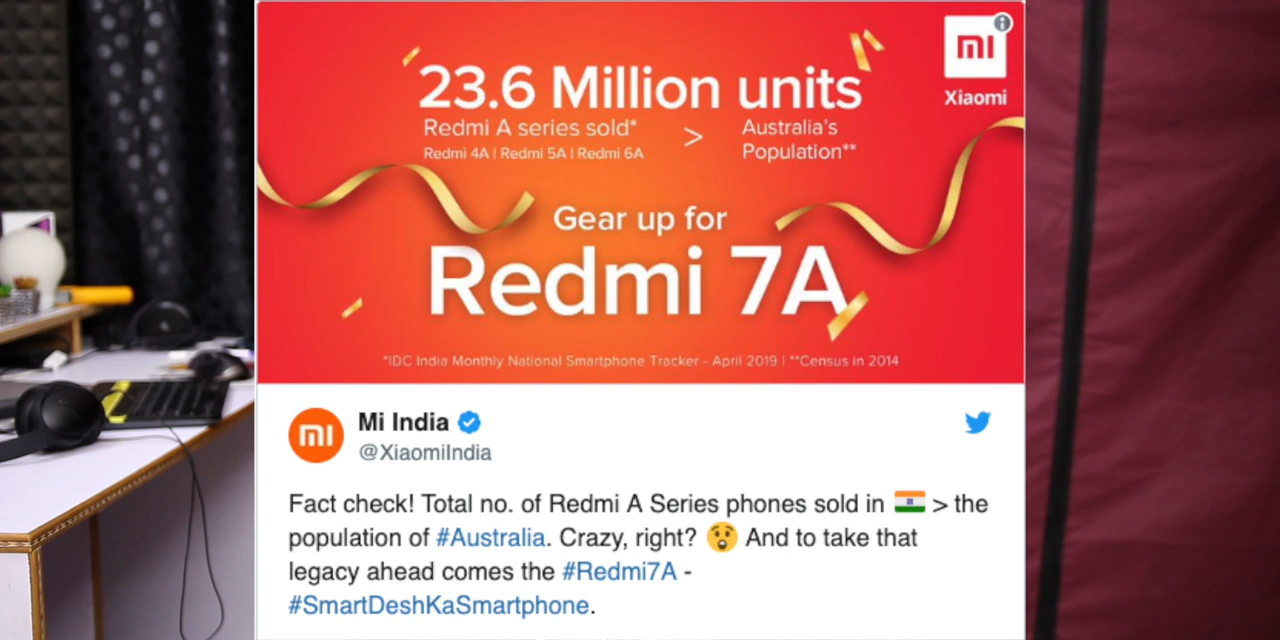 23.6 Million units
Redmi A series sold* > Australia's
Redmi 4A | Redmi 5A | Redmi 6A Population**
mi
Xiaomi
Gear up for
Redmi 7A
*IDC India Monthly National Smartphone Tracker - April 2019 | **Census in 2014
mi
Mi India
@XiaomiIndia
Fact check! Total no. of Redmi A Series phones sold in 🇮🇳 > the
population of #Australia. Crazy, right? 😲 And to take that
legacy ahead comes the #Redmi7A -
#SmartDeshKaSmartphone.